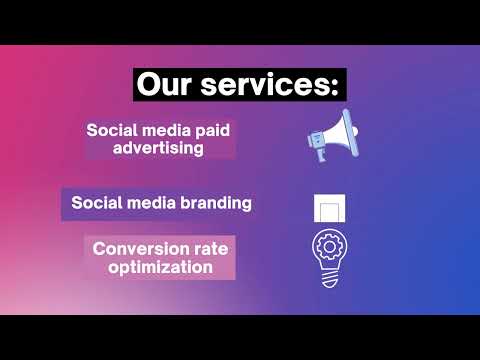 Our services:
Social media paid
advertising
Social media branding
Conversion rate
optimization